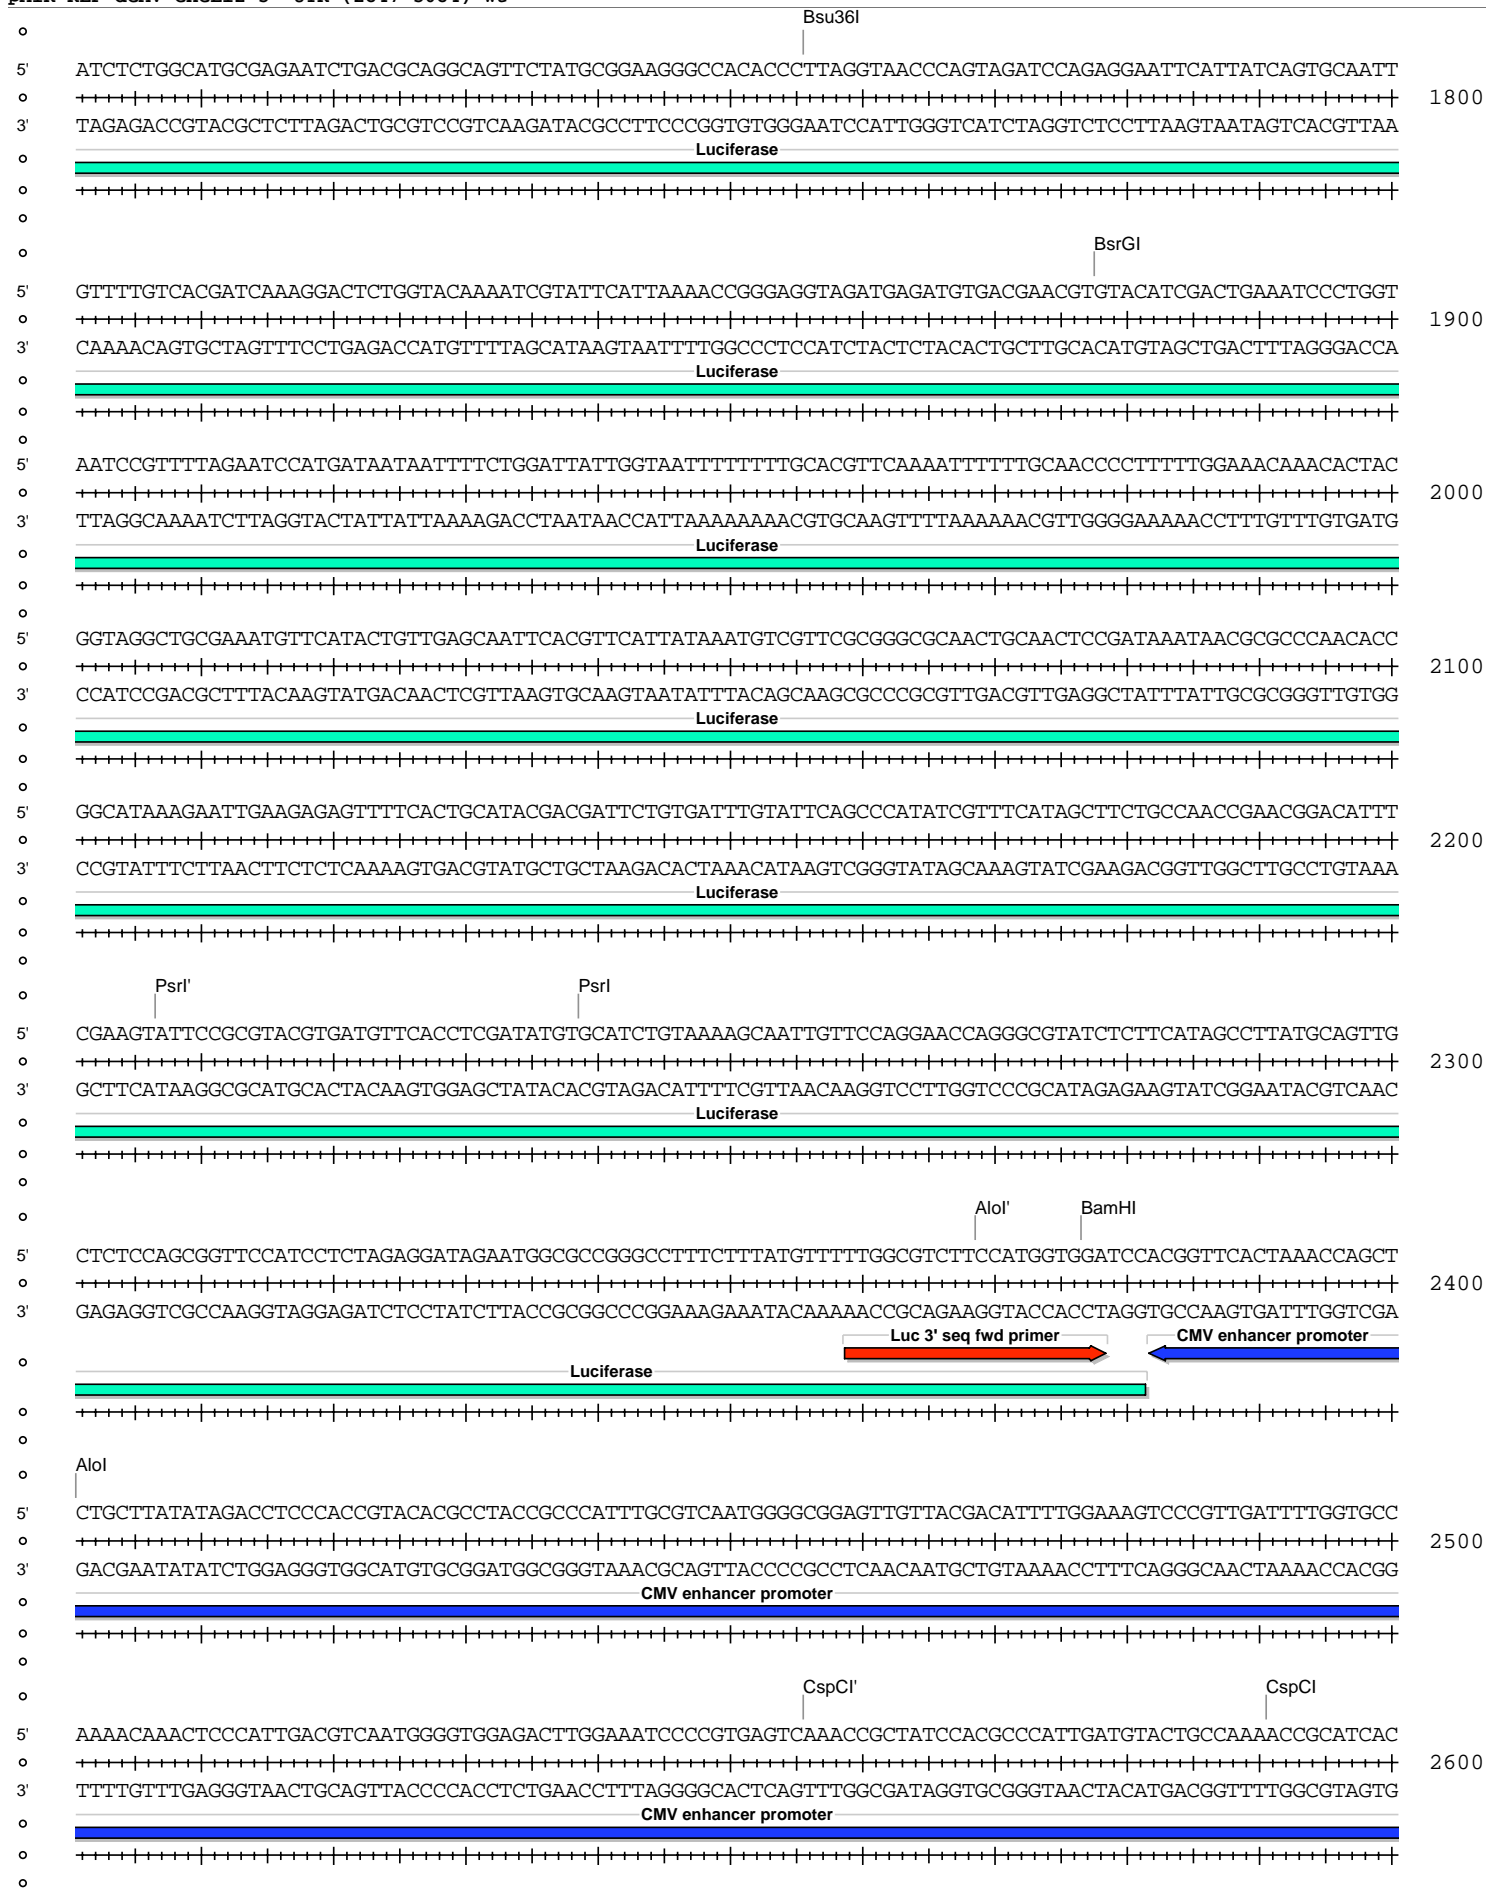 Bsu36I
5' ATCTCTGGCATGCGAGAATCTGACGCAGGCAGTTCTATGCGGAAGGGCCACACCCTTAGGTAACCCAGTAGATCCAGAGGAATTCATTATCAGTGCAATT
1800
3' TAGAGACCGTACGCTCTTAGACTGCGTCCGTCAAGATACGCCTTCCCGGTGTGGGAATCCATTGGGTCATCTAGGTCTCCTTAAGTAATAGTCACGTTAA
Luciferase
BsrGI
5' GTTTTGTCACGATCAAAGGACTCTGGTACAAAATCGTATTCATTAAAACCGGGAGGTAGATGAGATGTGACGAACGTGTACATCGACTGAAATCCCTGGT
1900
3' CAAAACAGTGCTAGTTTCCTGAGACCATGTTTTAGCATAAGTAATTTTGGCCCTCCATCTACTCTACACTGCTTGCACATGTAGCTGACTTTAGGGACCA
Luciferase
5' AATCCGTTTTAGAATCCATGATAATAATTTTCTGGATTATTGGTAATTTTTTTTGCACGTTCAAAATTTTTTGCAACCCCTTTTTGGAAACAAACACTAC
2000
3' TTAGGCAAAATCTTAGGTACTATTATTAAAAGACCTAATAACCATTAAAAAAAACGTGCAAGTTTTAAAAAACGTTGGGGAAAAACCTTTGTTTGTGATG
Luciferase
5' GGTAGGCTGCGAAATGTTCATACTGTTGAGCAATTCACGTTCATTATAAATGTCGTTCGCGGGCGCAACTGCAACTCCGATAAATAACGCGCCCAACACC
2100
3' CCATCCGACGCTTTACAAGTATGACAACTCGTTAAGTGCAAGTAATATTTACAGCAAGCGCCCGCGTTGACGTTGAGGCTATTTATTGCGCGGGTTGTGG
Luciferase
5' GGCATAAAGAATTGAAGAGAGTTTTCACTGCATACGACGATTCTGTGATTTGTATTCAGCCCATATCGTTTCATAGCTTCTGCCAACCGAACGGACATTT
2200
3' CCGTATTTCTTAACTTCTCTCAAAAGTGACGTATGCTGCTAAGACACTAAACATAAGTCGGGTATAGCAAAGTATCGAAGACGGTTGGCTTGCCTGTAAA
Luciferase
PsrI' PsrI
5' CGAAGTATTCCGCGTACGTGATGTTCACCTCGATATGTGCATCTGTAAAAGCAATTGTTCCAGGAACCAGGGCGTATCTCTTCATAGCCTTATGCAGTTG
2300
3' GCTTCATAAGGCGCATGCACTACAAGTGGAGCTATACACGTAGACATTTTCGTTAACAAGGTCCTTGGTCCCGCATAGAGAAGTATCGGAATACGTCAAC
Luciferase
AloI' BamHI
5' CTCTCCAGCGGTTCCATCCTCTAGAGGATAGAATGGCGCCGGGCCTTTCTTTATGTTTTTGGCGTCTTCCATGGTGGATCCACGGTTCACTAAACCAGCT
2400
3' GAGAGGTCGCCAAGGTAGGAGATCTCCTATCTTACCGCGGCCCGGAAAGAAATACAAAAACCGCAGAAGGTACCACCTAGGTGCCAAGTGATTTGGTCGA
Luc 3' seq fwd primer CMV enhancer promoter
Luciferase
AloI
5' CTGCTTATATAGACCTCCCACCGTACACGCCTACCGCCCATTTGCGTCAATGGGGCGGAGTTGTTACGACATTTTGGAAAGTCCCGTTGATTTTGGTGCC
2500
3' GACGAATATATCTGGAGGGTGGCATGTGCGGATGGCGGGTAAACGCAGTTACCCCGCCTCAACAATGCTGTAAAACCTTTCAGGGCAACTAAAACCACGG
CMV enhancer promoter
CspCI' CspCI
5' AAAACAAACTCCCATTGACGTCAATGGGGTGGAGACTTGGAAATCCCCGTGAGTCAAACCGCTATCCACGCCCATTGATGTACTGCCAAAACCGCATCAC
2600
3' TTTTGTTTGAGGGTAACTGCAGTTACCCCACCTCTGAACCTTTAGGGGCACTCAGTTTGGCGATAGGTGCGGGTAACTACATGACGGTTTTGGCGTAGTG
CMV enhancer promoter